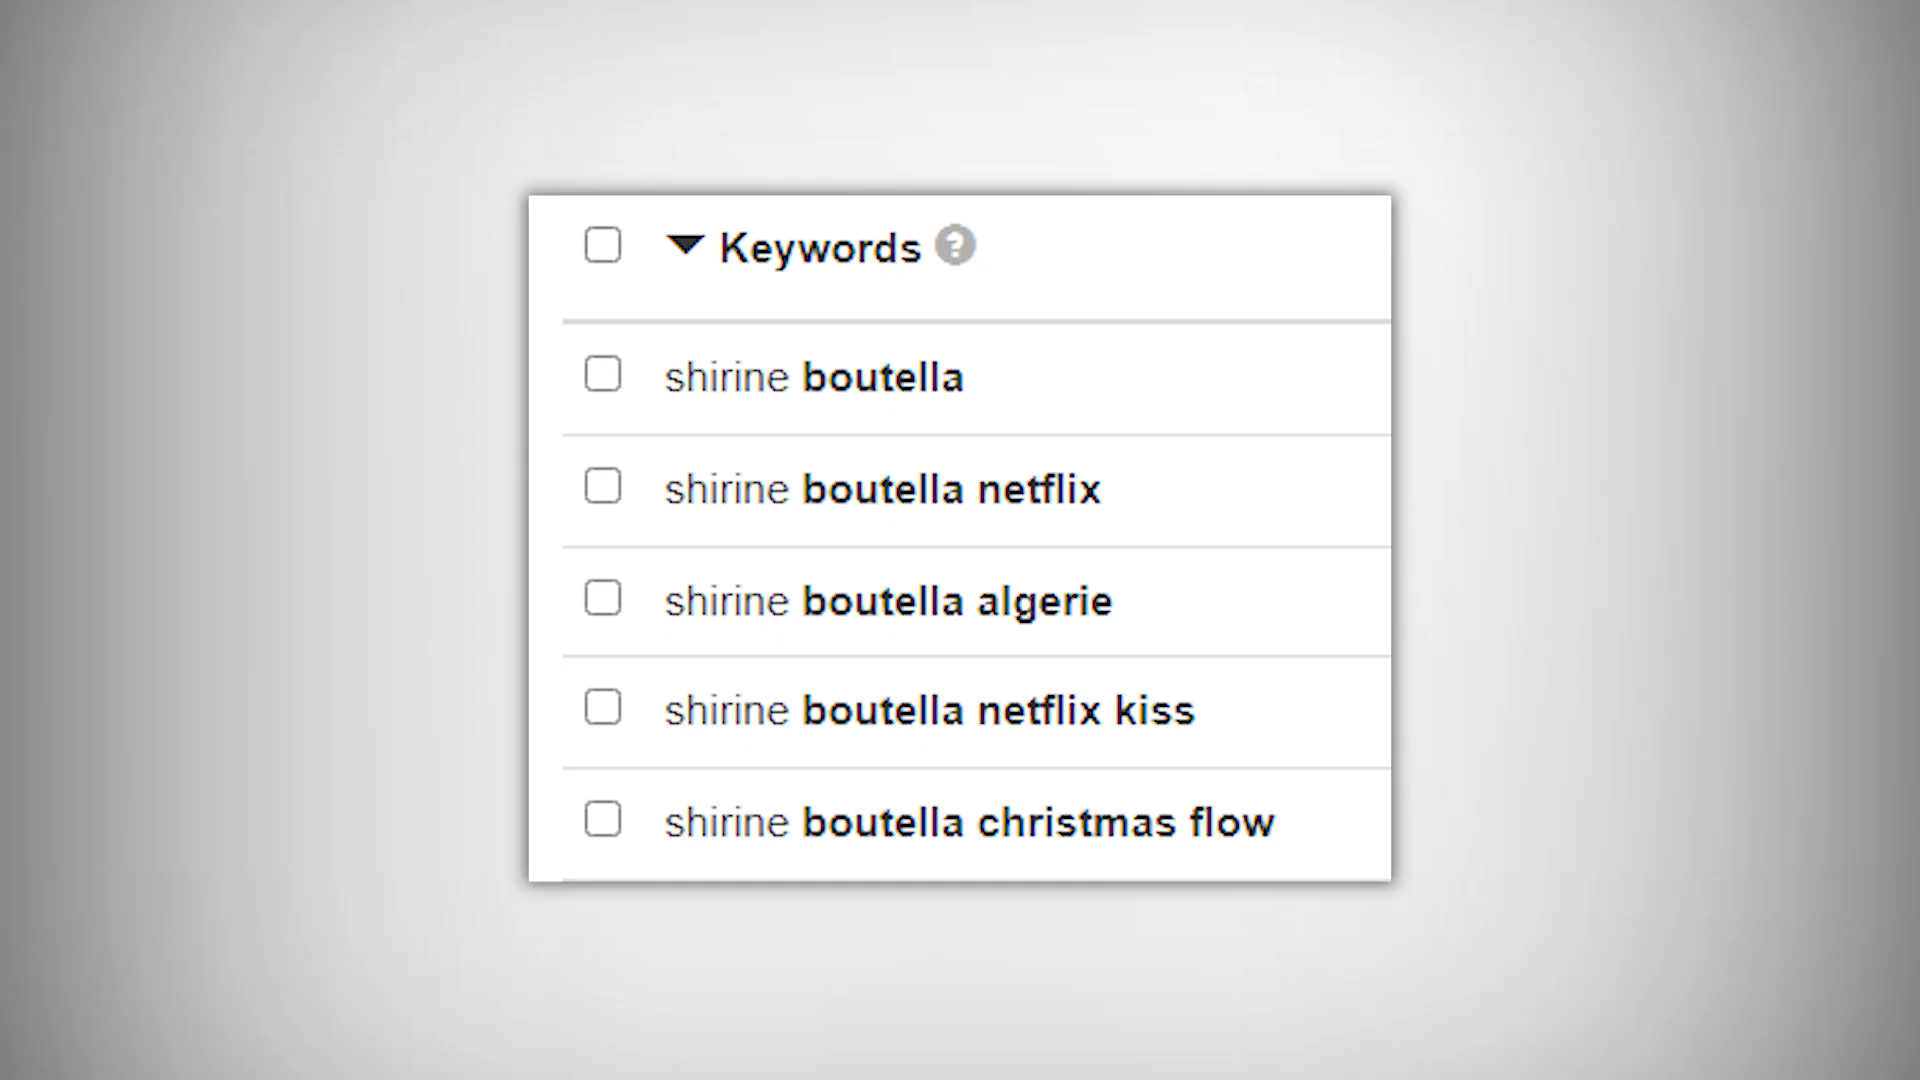 Keywords ?
shirine boutella
shirine boutella netflix
shirine boutella algerie
shirine boutella netflix kiss
shirine boutella christmas flow